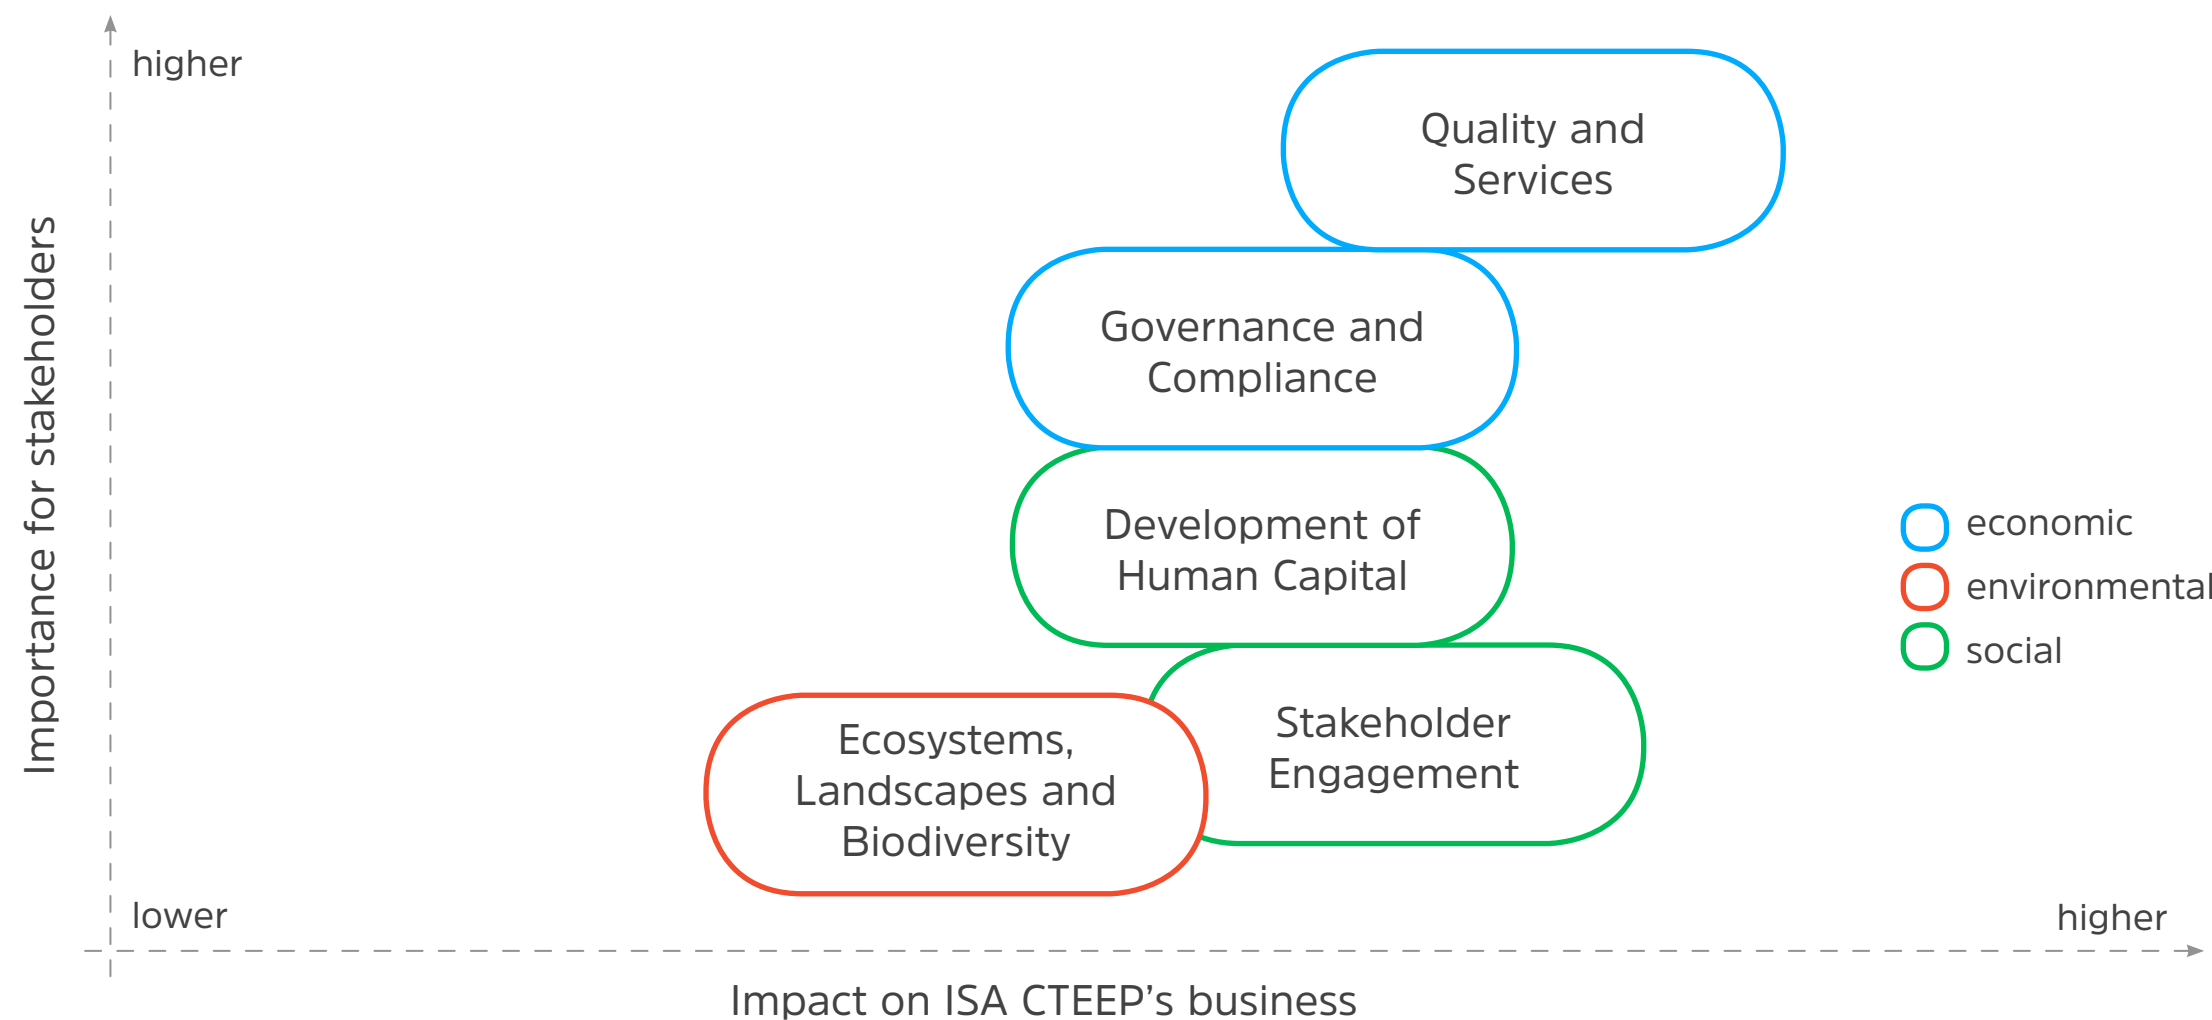 higher
Importance for stakeholders
Quality and
Services
Governance and
Compliance
Development of
Human Capital
Stakeholder
Engagement
Ecosystems,
Landscapes and
Biodiversity
economic
environmental
social
lower
higher
Impact on ISA CTEEP’s business